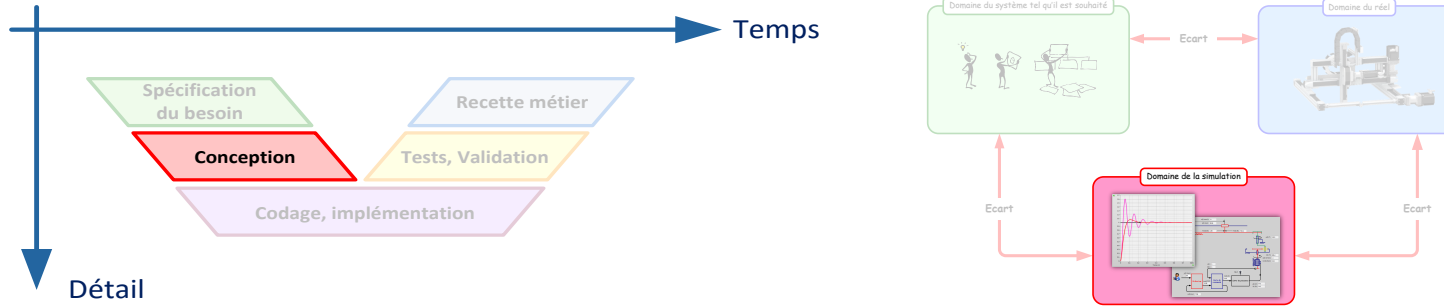 Temps
Spécification
du besoin
Recette métier
Conception
Tests, Validation
Codage, implémentation
Détail
Domaine du système tel qu'il est souhaité
Domaine du réel
Ecart
Ecart
Ecart
Domaine de la simulation